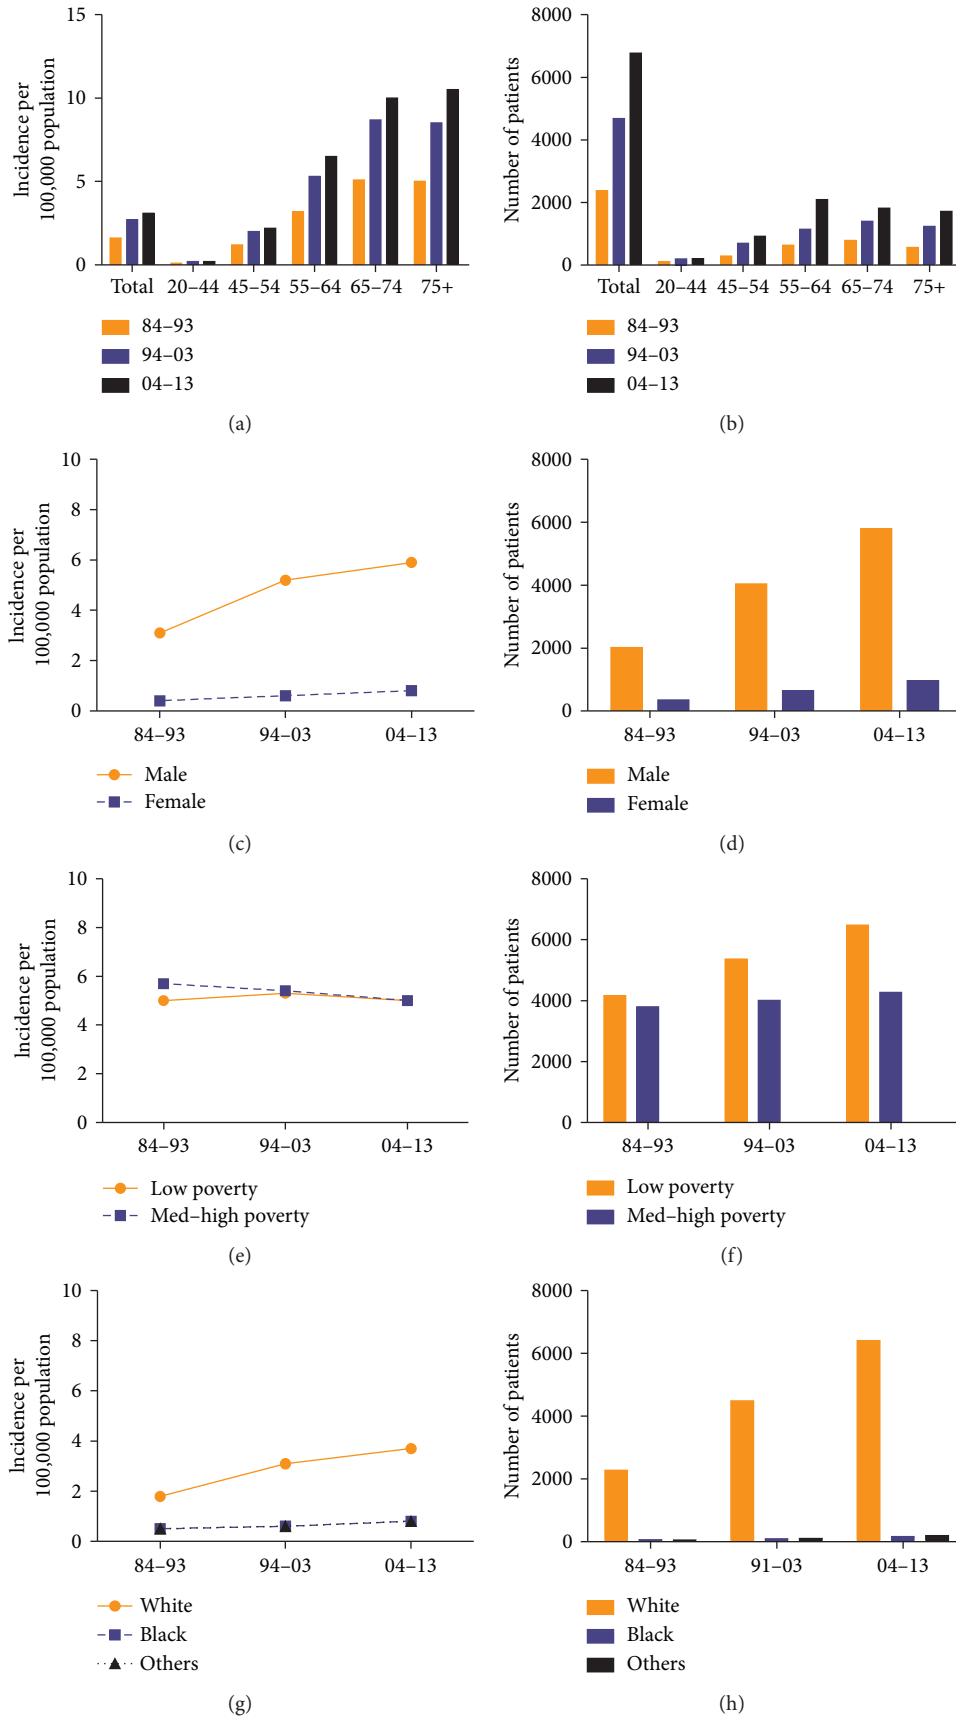 Incidence per
100,000 population
15
10
5
0
Total 20–44 45–54 55–64 65–74 75+
84–93
94–03
04–13
(a)
Number of patients
8000
6000
4000
2000
0
Total 20–44 45–54 55–64 65–74 75+
84–93
94–03
04–13
(b)
Incidence per
100,000 population
10
8
6
4
2
0
84–93 94–03 04–13
Male
Female
(c)
Number of patients
8000
6000
4000
2000
0
84–93 94–03 04–13
Male
Female
(d)
Incidence per
100,000 population
10
8
6
4
2
0
84–93 94–03 04–13
Low poverty
Med–high poverty
(e)
Number of patients
8000
6000
4000
2000
0
84–93 94–03 04–13
Low poverty
Med–high poverty
(f)
Incidence per
100,000 population
10
8
6
4
2
0
84–93 94–03 04–13
White
Black
Others
(g)
Number of patients
8000
6000
4000
2000
0
84–93 91–03 04–13
White
Black
Others
(h)